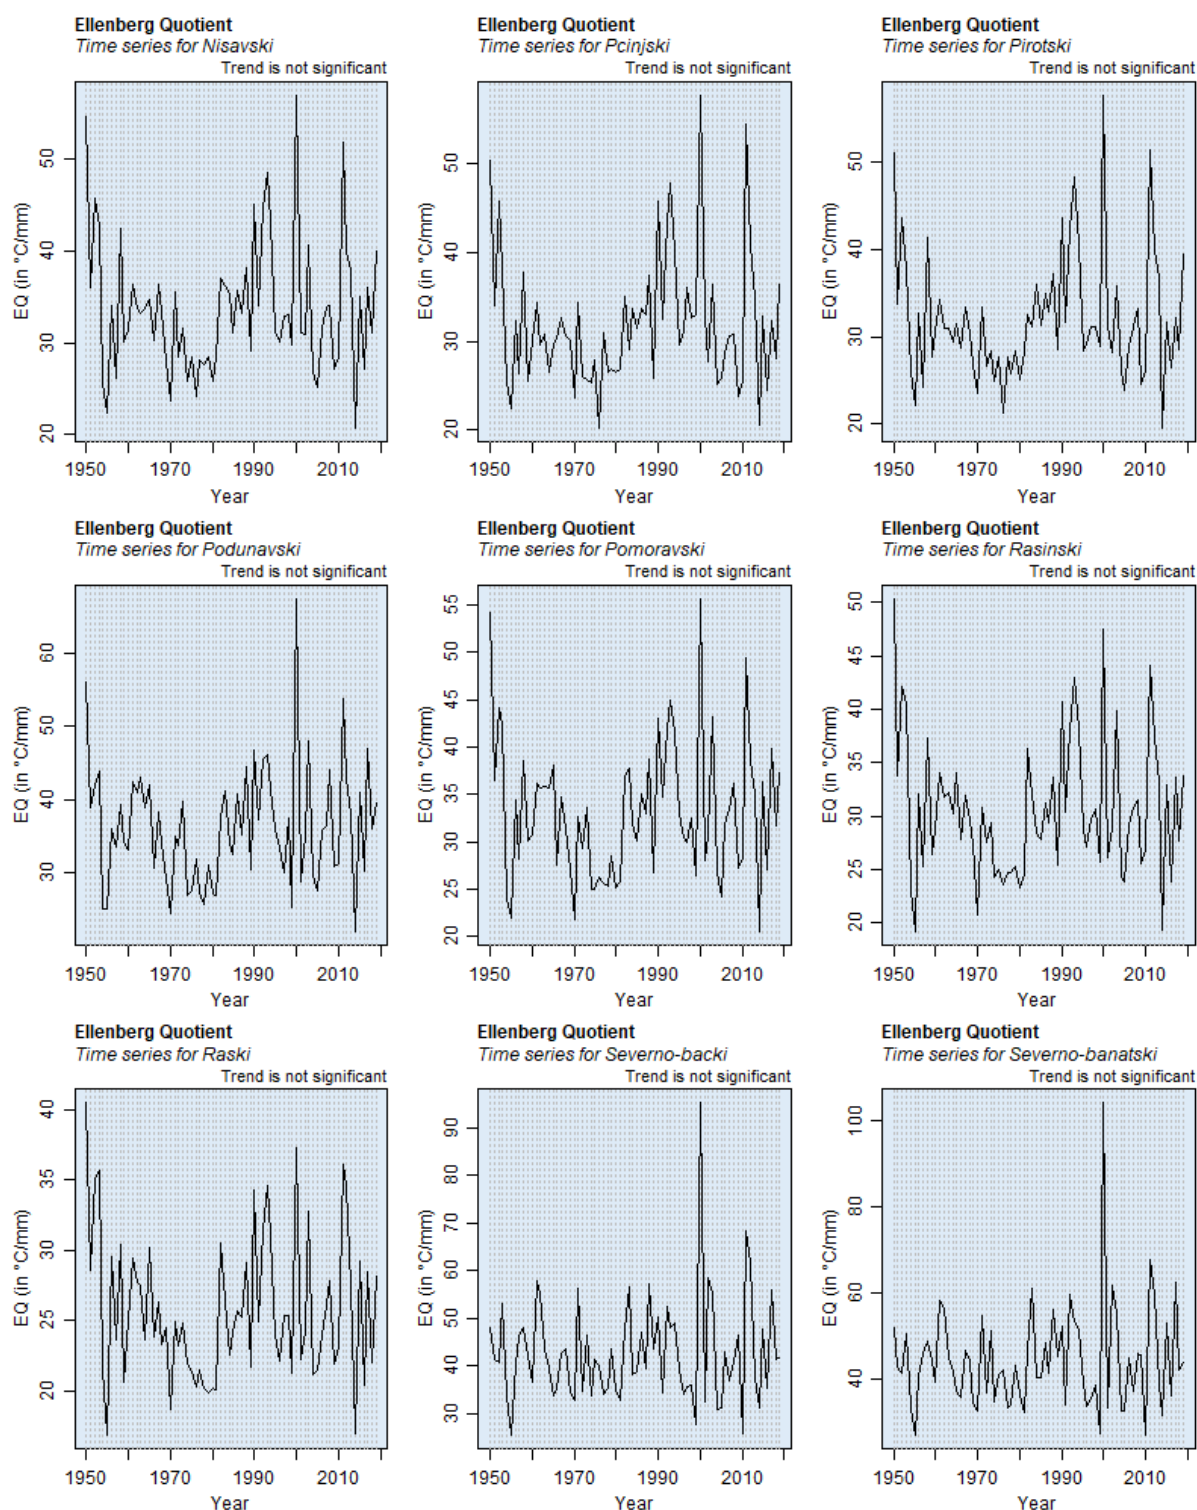 Ellenberg Quotient
Time series for Nisavski
Trend is not significant
EQ (in °C/mm)
50
40
30
20
1950 1970 1990 2010
Year
Ellenberg Quotient
Time series for Pcinjski
Trend is not significant
EQ (in °C/mm)
50
40
30
20
1950 1970 1990 2010
Year
Ellenberg Quotient
Time series for Pirotski
Trend is not significant
EQ (in °C/mm)
50
40
30
20
1950 1970 1990 2010
Year
Ellenberg Quotient
Time series for Podunavski
Trend is not significant
EQ (in °C/mm)
60
50
40
30
1950 1970 1990 2010
Year
Ellenberg Quotient
Time series for Pomoravski
Trend is not significant
EQ (in °C/mm)
55
50
45
40
35
30
25
20
1950 1970 1990 2010
Year
Ellenberg Quotient
Time series for Rasinski
Trend is not significant
EQ (in °C/mm)
50
45
40
35
30
25
20
1950 1970 1990 2010
Year
Ellenberg Quotient
Time series for Raski
Trend is not significant
EQ (in °C/mm)
40
35
30
25
20
1950 1970 1990 2010
Year
Ellenberg Quotient
Time series for Severno-backi
Trend is not significant
EQ (in °C/mm)
90
80
70
60
50
40
30
1950 1970 1990 2010
Year
Ellenberg Quotient
Time series for Severno-banatski
Trend is not significant
EQ (in °C/mm)
100
80
60
40
1950 1970 1990 2010
Year